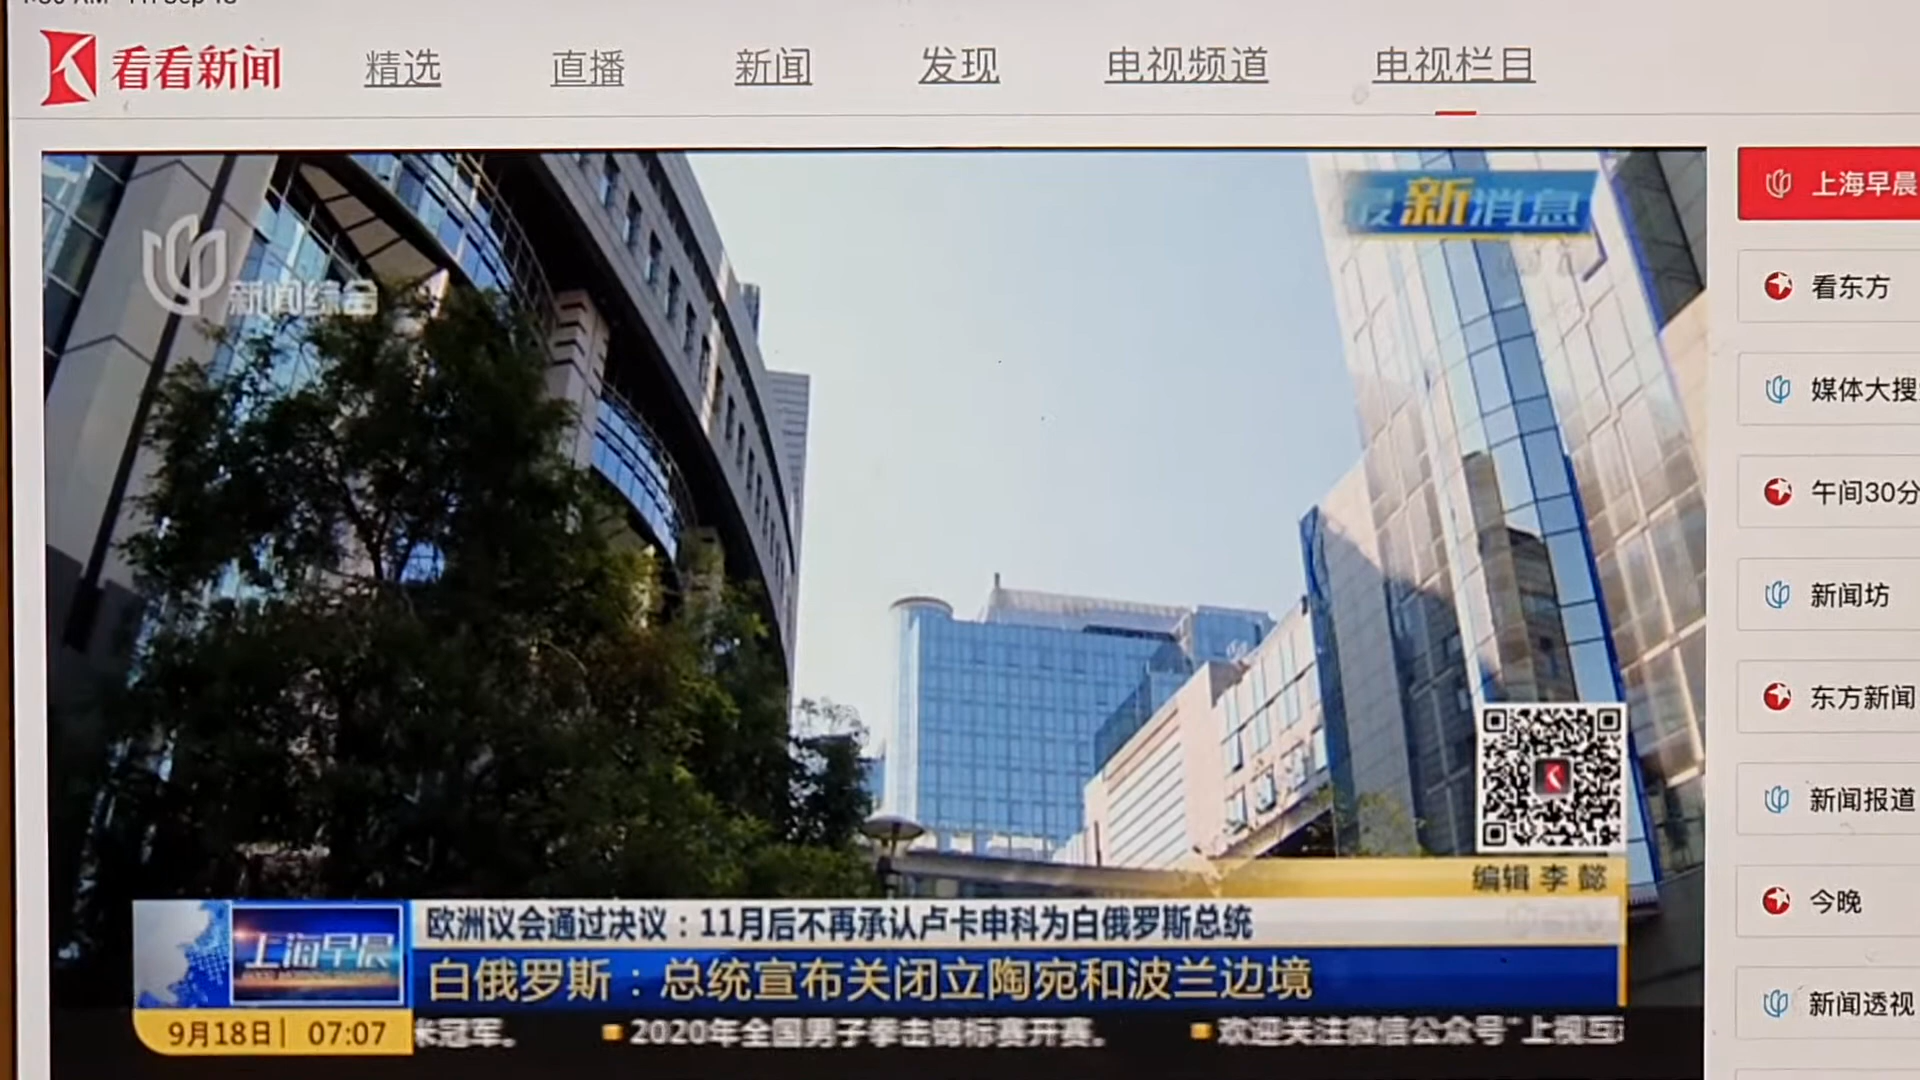 看看新闻 精选 直播 新闻 发现 电视频道 电视栏目
新闻综合
最新消息
编辑 李 懿
欧洲议会通过决议：11月后不再承认卢卡申科为白俄罗斯总统
上海早晨
白俄罗斯：总统宣布关闭立陶宛和波兰边境
9月18日 07:07
米冠军。 2020年全国男子拳击锦标赛开赛。 欢迎关注微信公众号"上视互
上海早晨
看东方
媒体大搜
午间30分
新闻坊
东方新闻
新闻报道
今晚
新闻透视